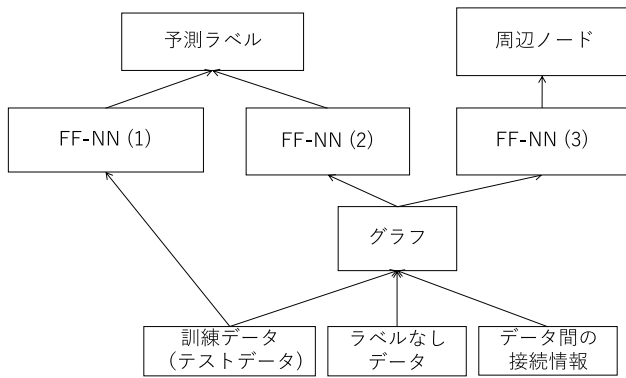 予測ラベル
周辺ノード
FF-NN (1)
FF-NN (2)
FF-NN (3)
グラフ
訓練データ
（テストデータ）
ラベルなし
データ
データ間の
接続情報